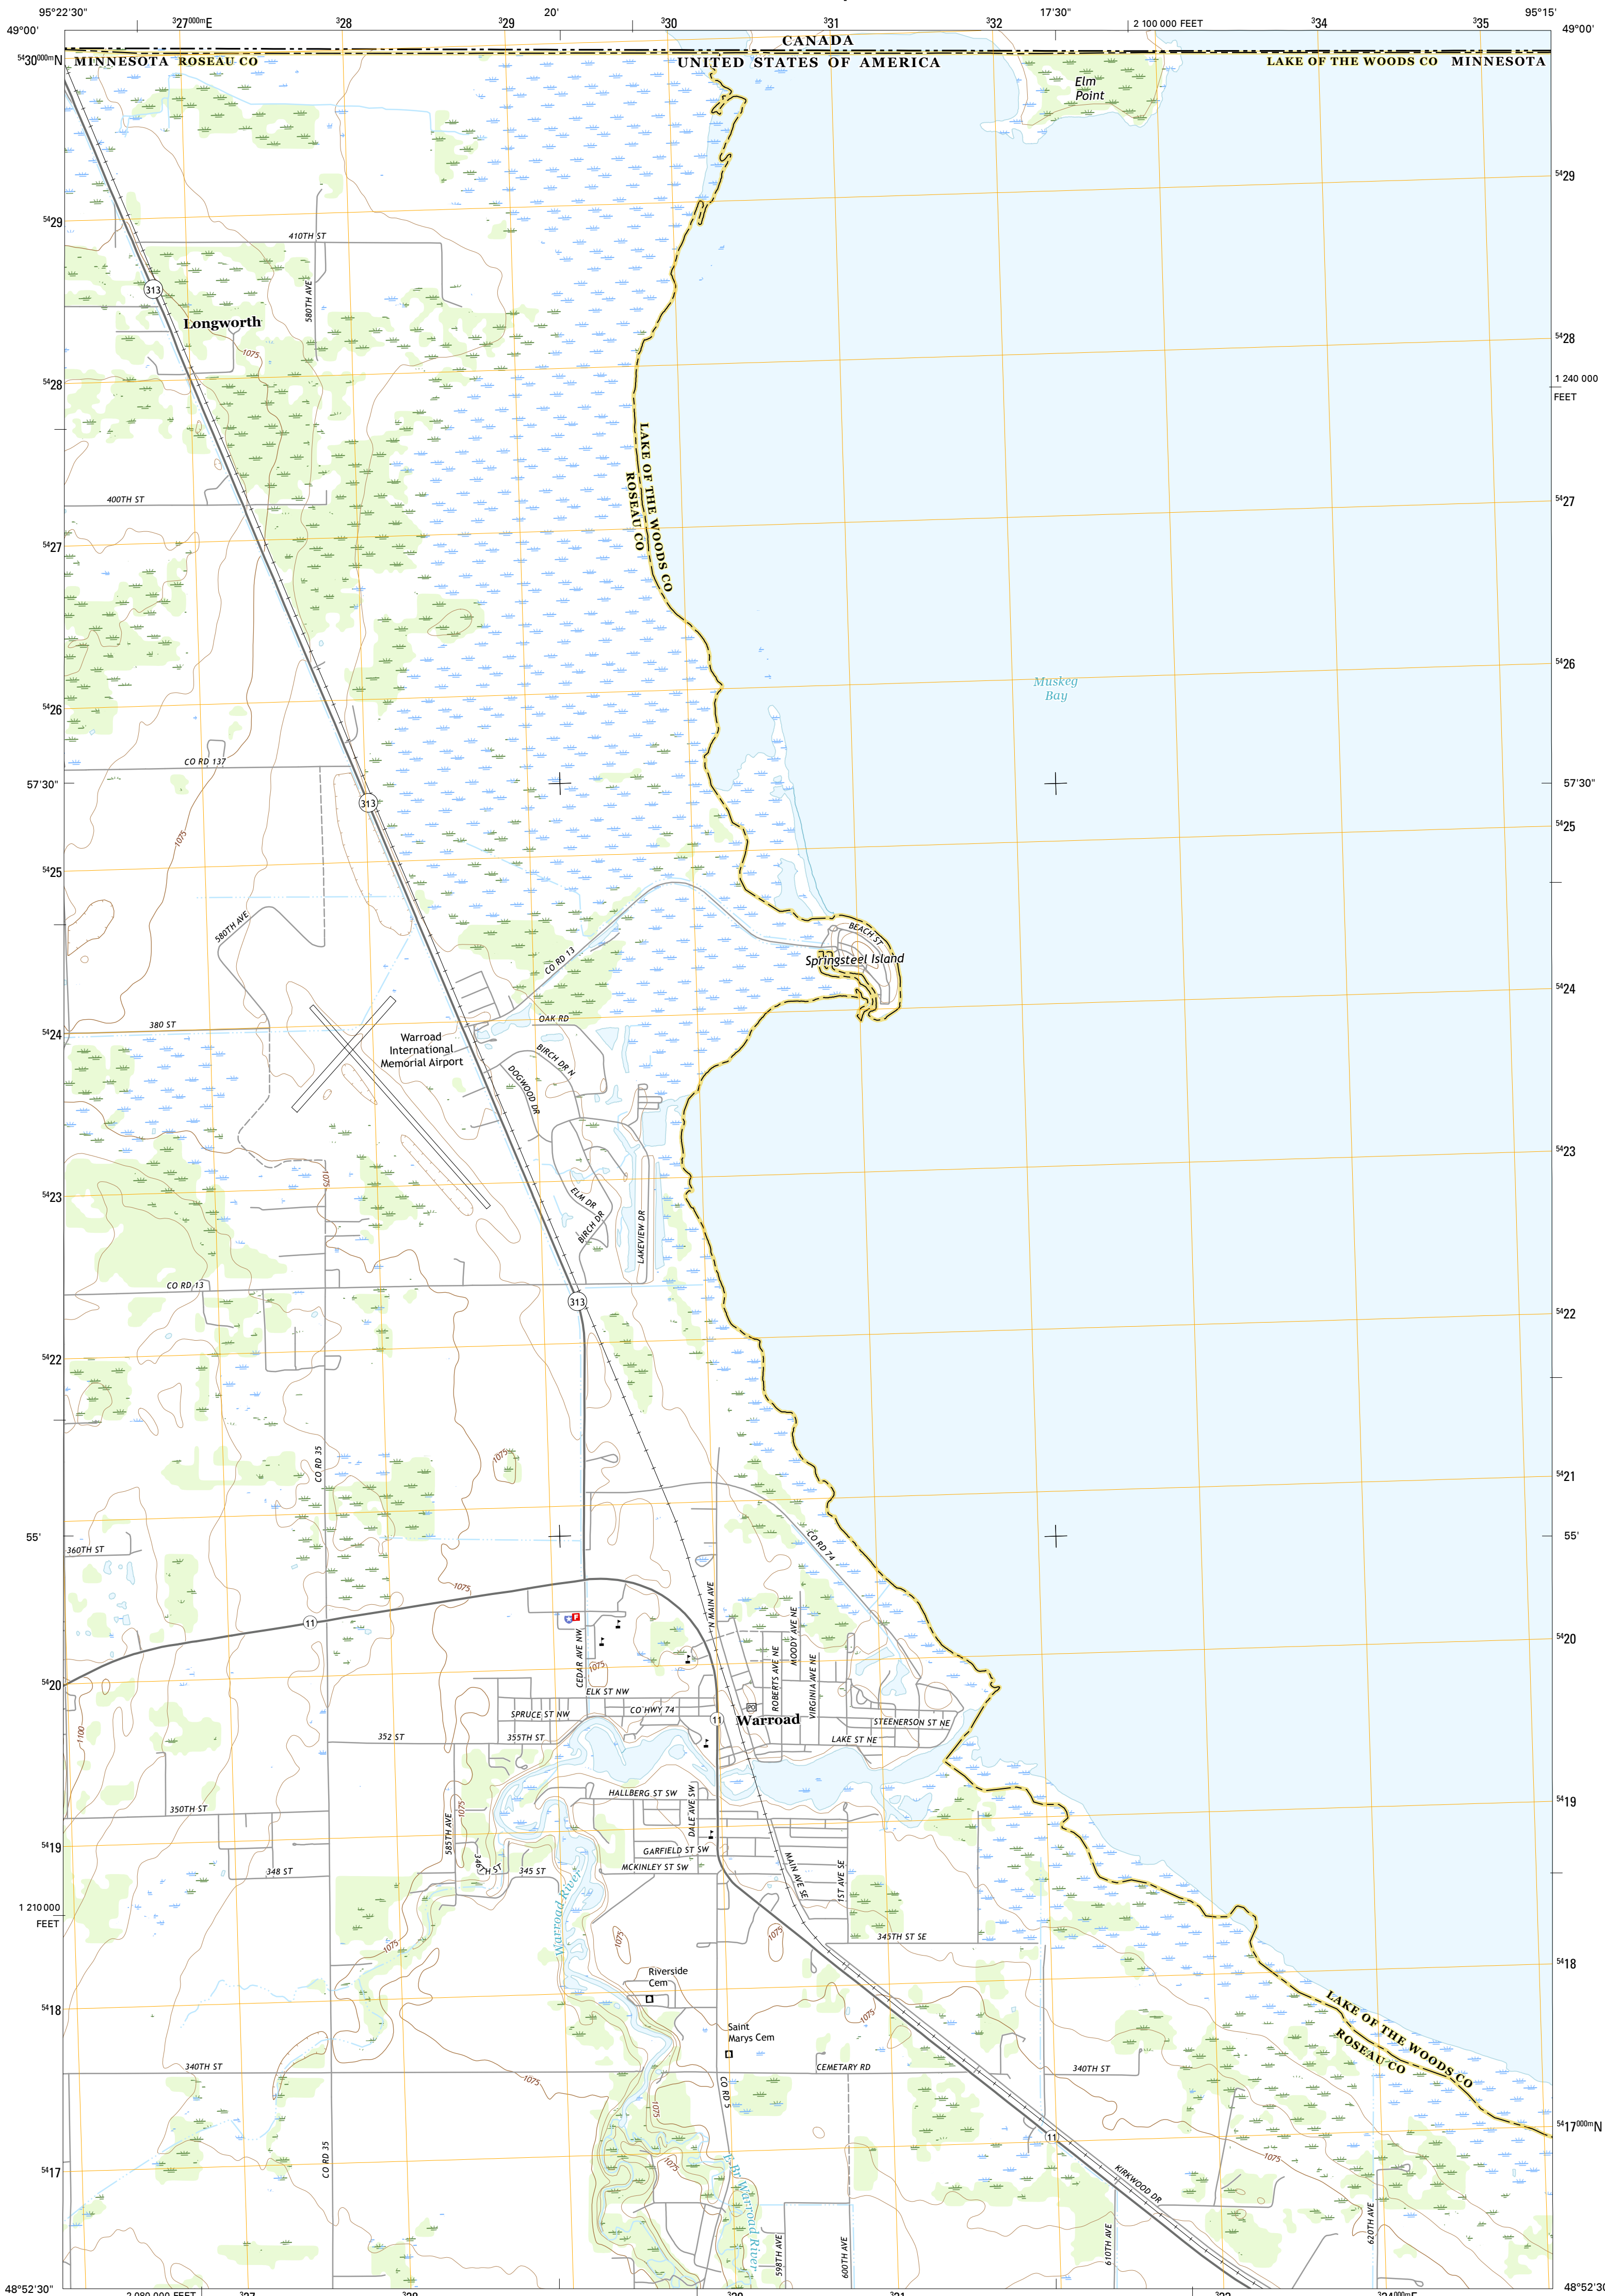 95°22'30"
³27⁰⁰⁰ᵐE
³28
³29
20'
³30
³31
³32
17'30"
2 100 000 FEET
³34
³35
95°15'
49°00'
49°00'
CANADA
⁵⁴30⁰⁰⁰ᵐN
MINNESOTA ROSEAU CO
UNITED STATES OF AMERICA
LAKE OF THE WOODS CO MINNESOTA
Elm
Point
⁵⁴29
⁵⁴29
410TH ST
580TH AVE
313
Longworth
1075
⁵⁴28
⁵⁴28
1 240 000
FEET
LAKE OF THE WOODS CO
ROSEAU CO
400TH ST
⁵⁴27
⁵⁴27
⁵⁴26
Muskeg
Bay
⁵⁴26
CO RD 137
57'30"
57'30"
313
⁵⁴25
1075
⁵⁴25
580TH AVE
BEACH ST
CO RD 13
Springsteel Island
⁵⁴24
380 ST
OAK RD
⁵⁴24
Warroad
International
Memorial Airport
BIRCH DR N
DOGWOOD DR
⁵⁴23
1075
⁵⁴23
ELM DR
BIRCH DR
LAKEVIEW DR
CO RD 13
313
⁵⁴22
⁵⁴22
CO RD 35
1075
⁵⁴21
55'
55'
CO RD 74
360TH ST
1075
N MAIN AVE
11
MOODY AVE NE
CEDAR AVE NW
⁵⁴20
ROBERTS AVE NE
VIRGINIA AVE NE
1075
⁵⁴20
ELK ST NW
SPRUCE ST NW
CO HWY 74
PO
11
Warroad
STEENERSON ST NE
1100
352 ST
355TH ST
LAKE ST NE
HALLBERG ST SW
DALE AVE SW
⁵⁴19
350TH ST
1075
585TH AVE
⁵⁴19
GARFIELD ST SW
346TH ST
345 ST
MCKINLEY ST SW
MAIN AVE SE
1ST AVE SE
348 ST
1 210 000
FEET
Warroad River
1075
1075
1075
345TH ST SE
⁵⁴18
Riverside
Cem
⁵⁴18
1075
LAKE OF THE WOODS CO
ROSEAU CO
Saint
Marys Cem
340TH ST
CEMETARY RD
340TH ST
1075
CO RD 5
1075
⁵⁴17⁰⁰⁰ᵐN
11
CO RD 35
1075
1075
⁵⁴17
KIRKWOOD DR
E Br Warroad River
598TH AVE
600TH AVE
610TH AVE
620TH AVE
48°52'30"
48°52'30"
2 080 000 FEET